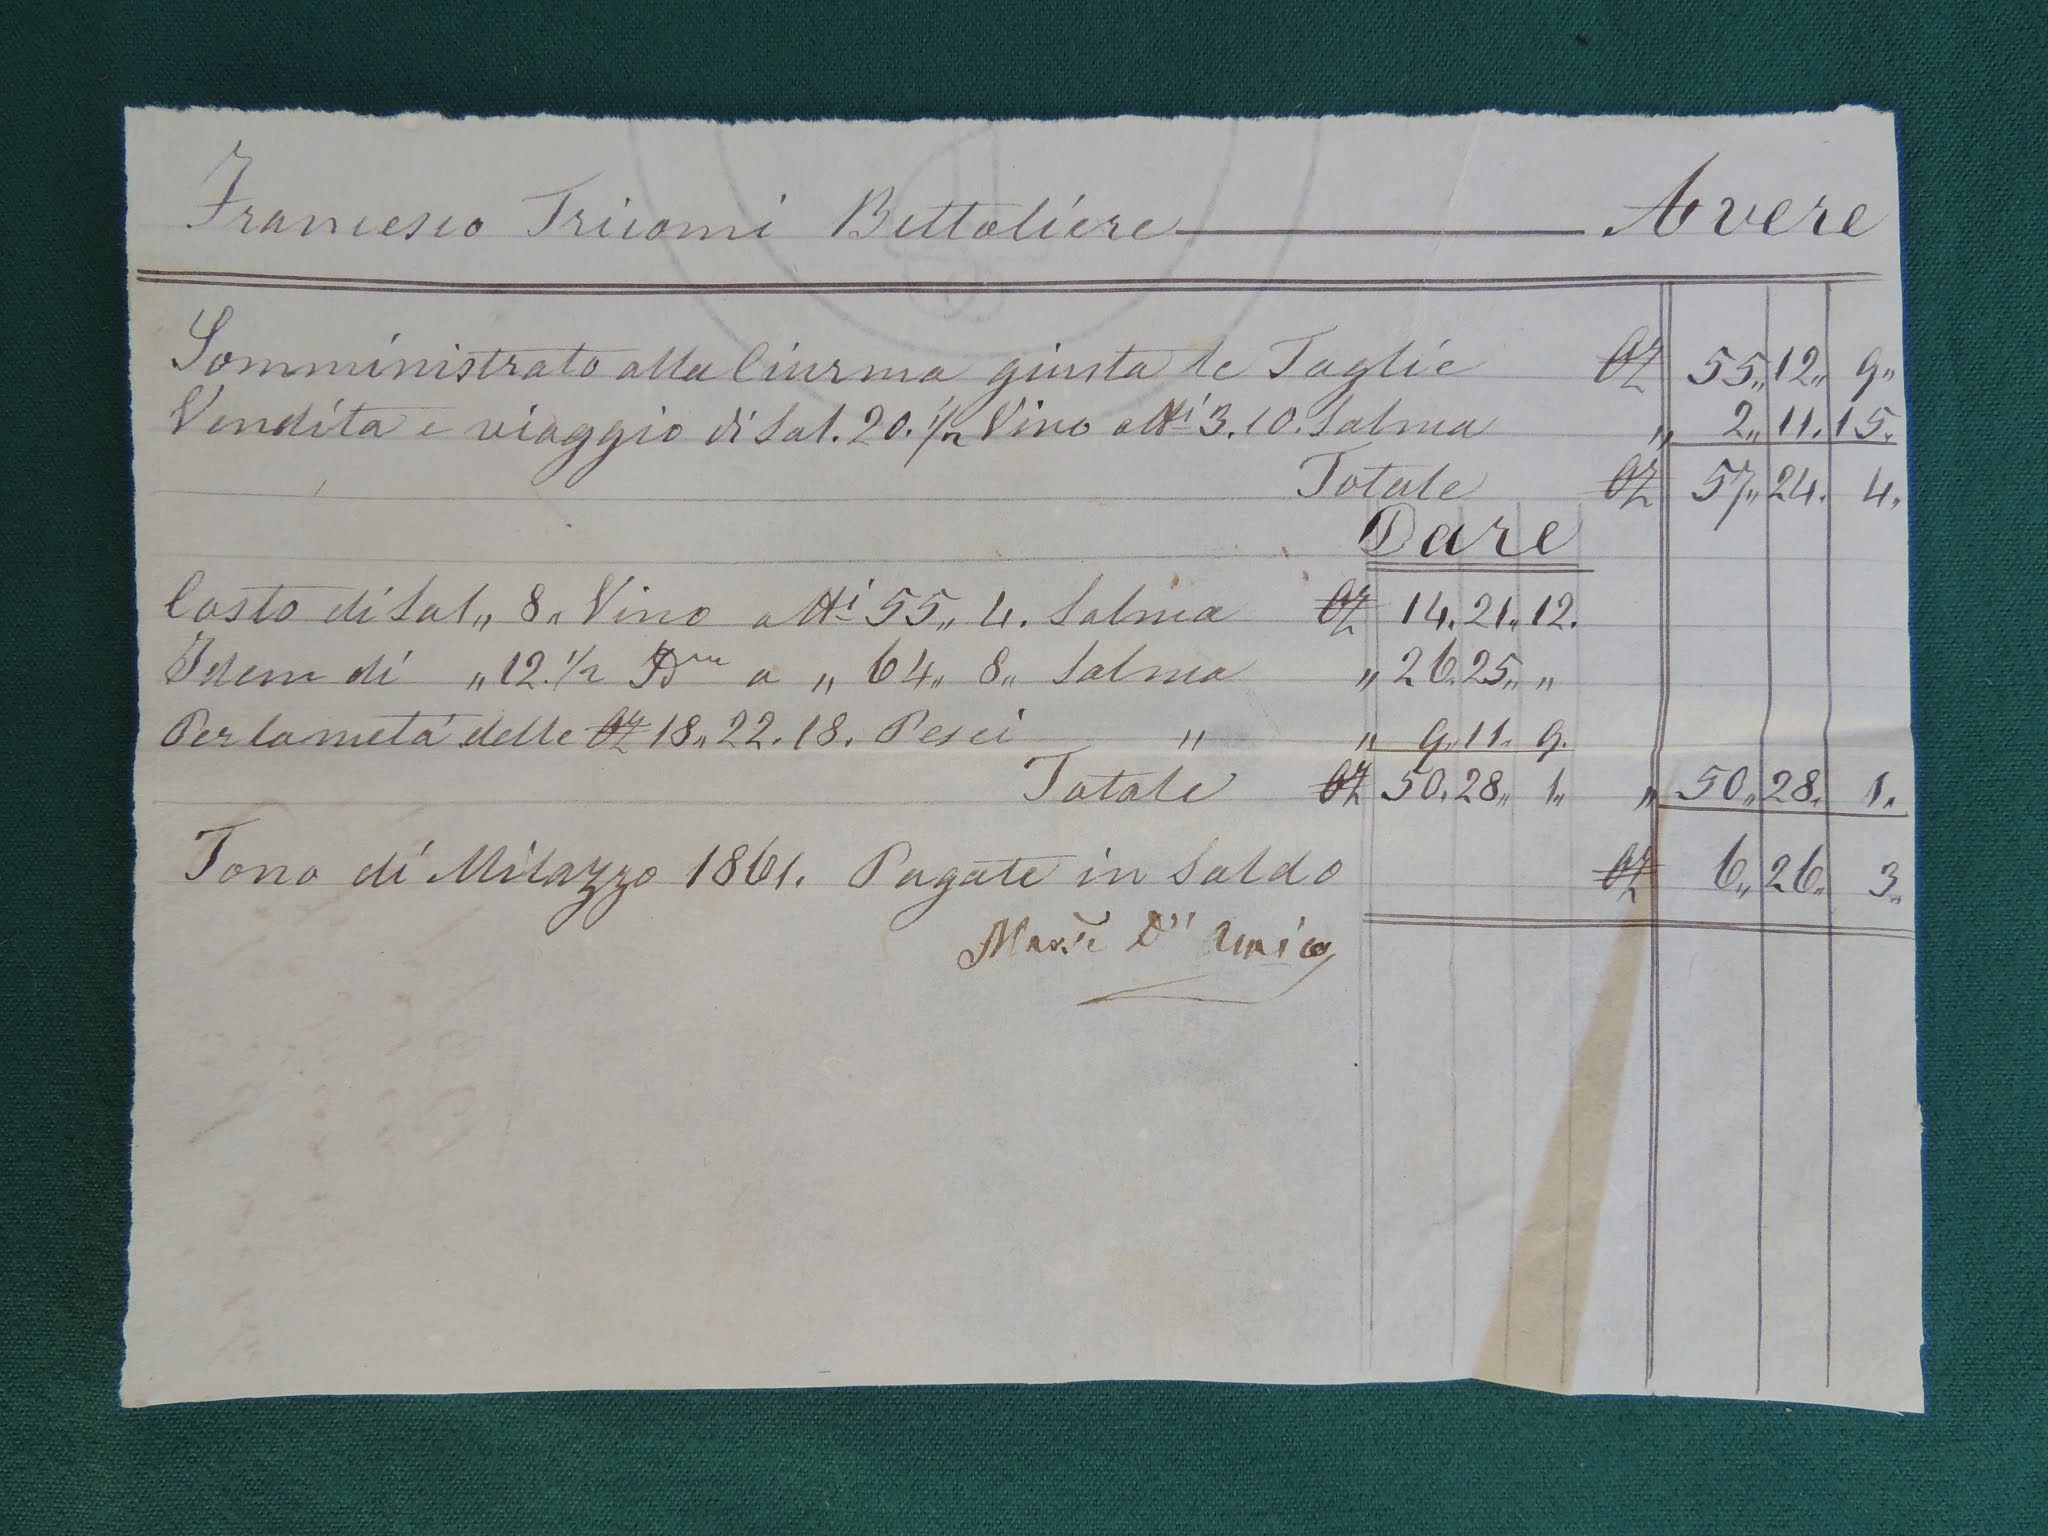 Francesco Tricomi Bettoliere ——— Avere
Somministrato alla Ciurma giusta le Taglie Oz 55,, 12,, 9,,
Vendita e viaggio di Sal. 20. 1/2 Vino a tti 3. 10. Salma ,, 2,, 11. 15.
Totale Oz 57,, 24. 4.
Dare
Costo di Sal,, 8,, Vino a tti 55,, 4. Salma Oz 14. 21. 12.
Idem di ,, 12. 1/2 a ,, 64,, 8,, Salma ,, 26. 25,, ,,
Per la metà delle Oz 18,, 22. 18. Pesci ,, ,, 9. 11. 9.
Totale Oz 50. 28,, 1,, ,, 50,, 28. 1.
Tono di Milazzo 1861. Pagate in Saldo Oz 6,, 26,, 3.
D'Amico